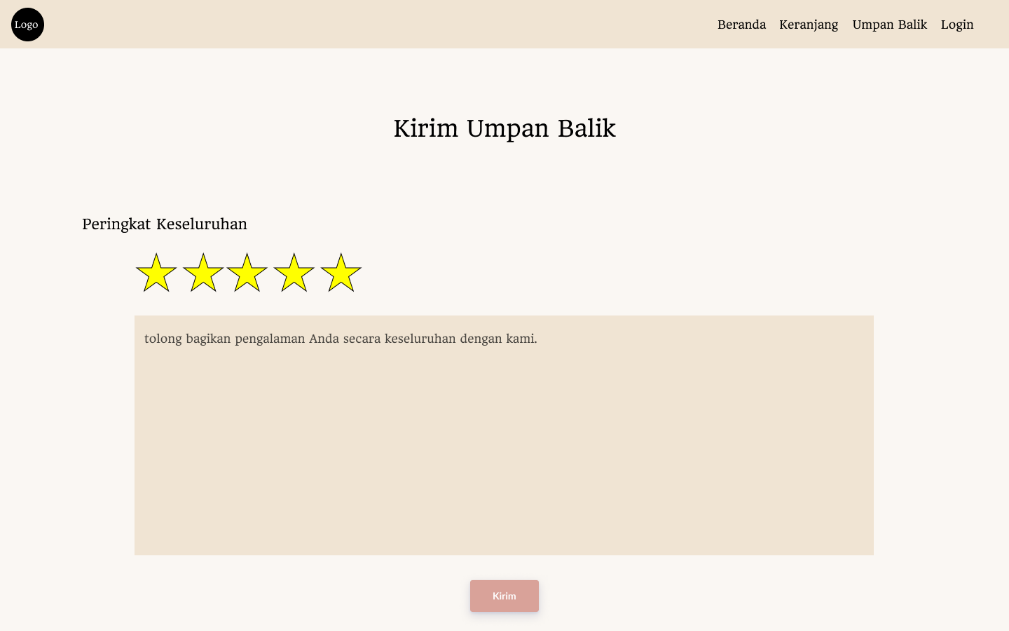 Logo
Beranda Keranjang Umpan Balik Login
Kirim Umpan Balik
Peringkat Keseluruhan
tolong bagikan pengalaman Anda secara keseluruhan dengan kami.
Kirim